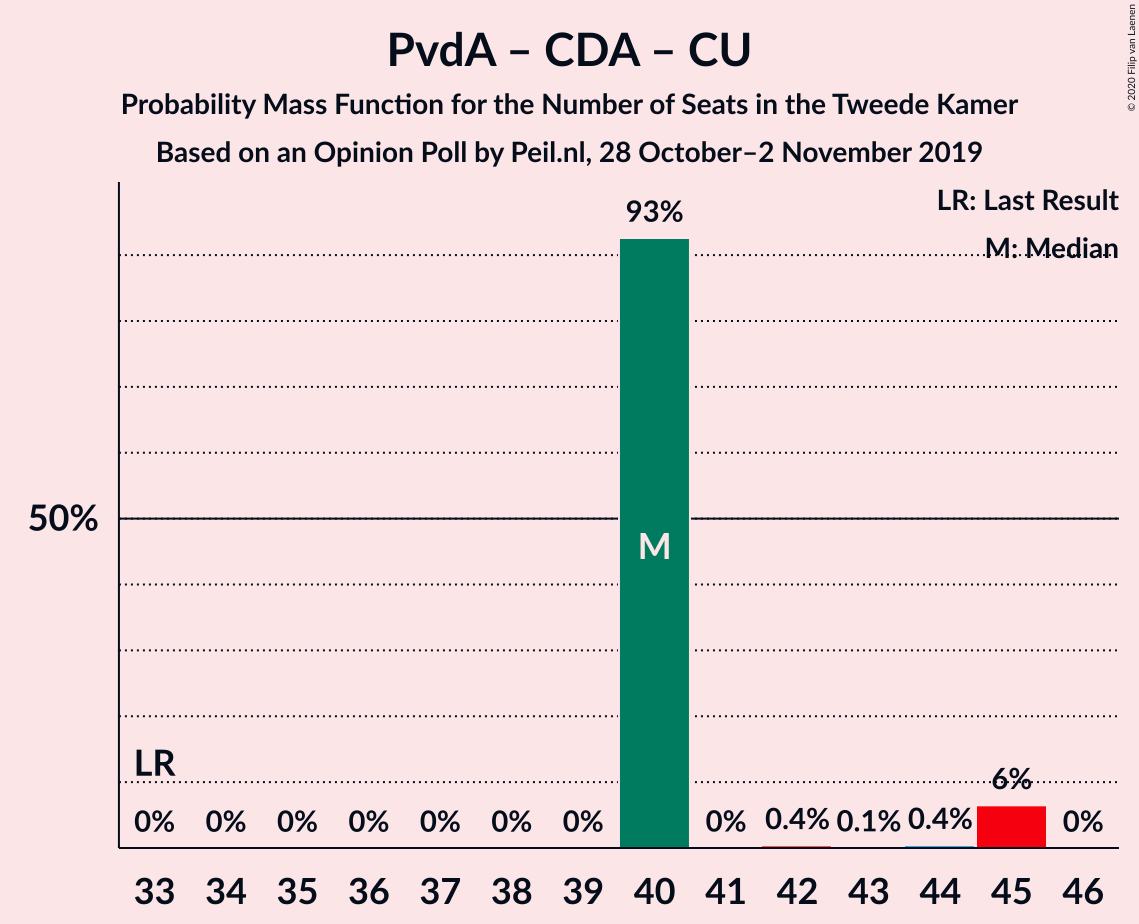 PvdA – CDA – CU
Probability Mass Function for the Number of Seats in the Tweede Kamer
Based on an Opinion Poll by Peil.nl, 28 October–2 November 2019
© 2020 Filip van Laenen
LR: Last Result
M: Median
93%
50%
M
LR
6%
0% 0% 0% 0% 0% 0% 0% 0% 0.4% 0.1% 0.4% 0%
33 34 35 36 37 38 39 40 41 42 43 44 45 46